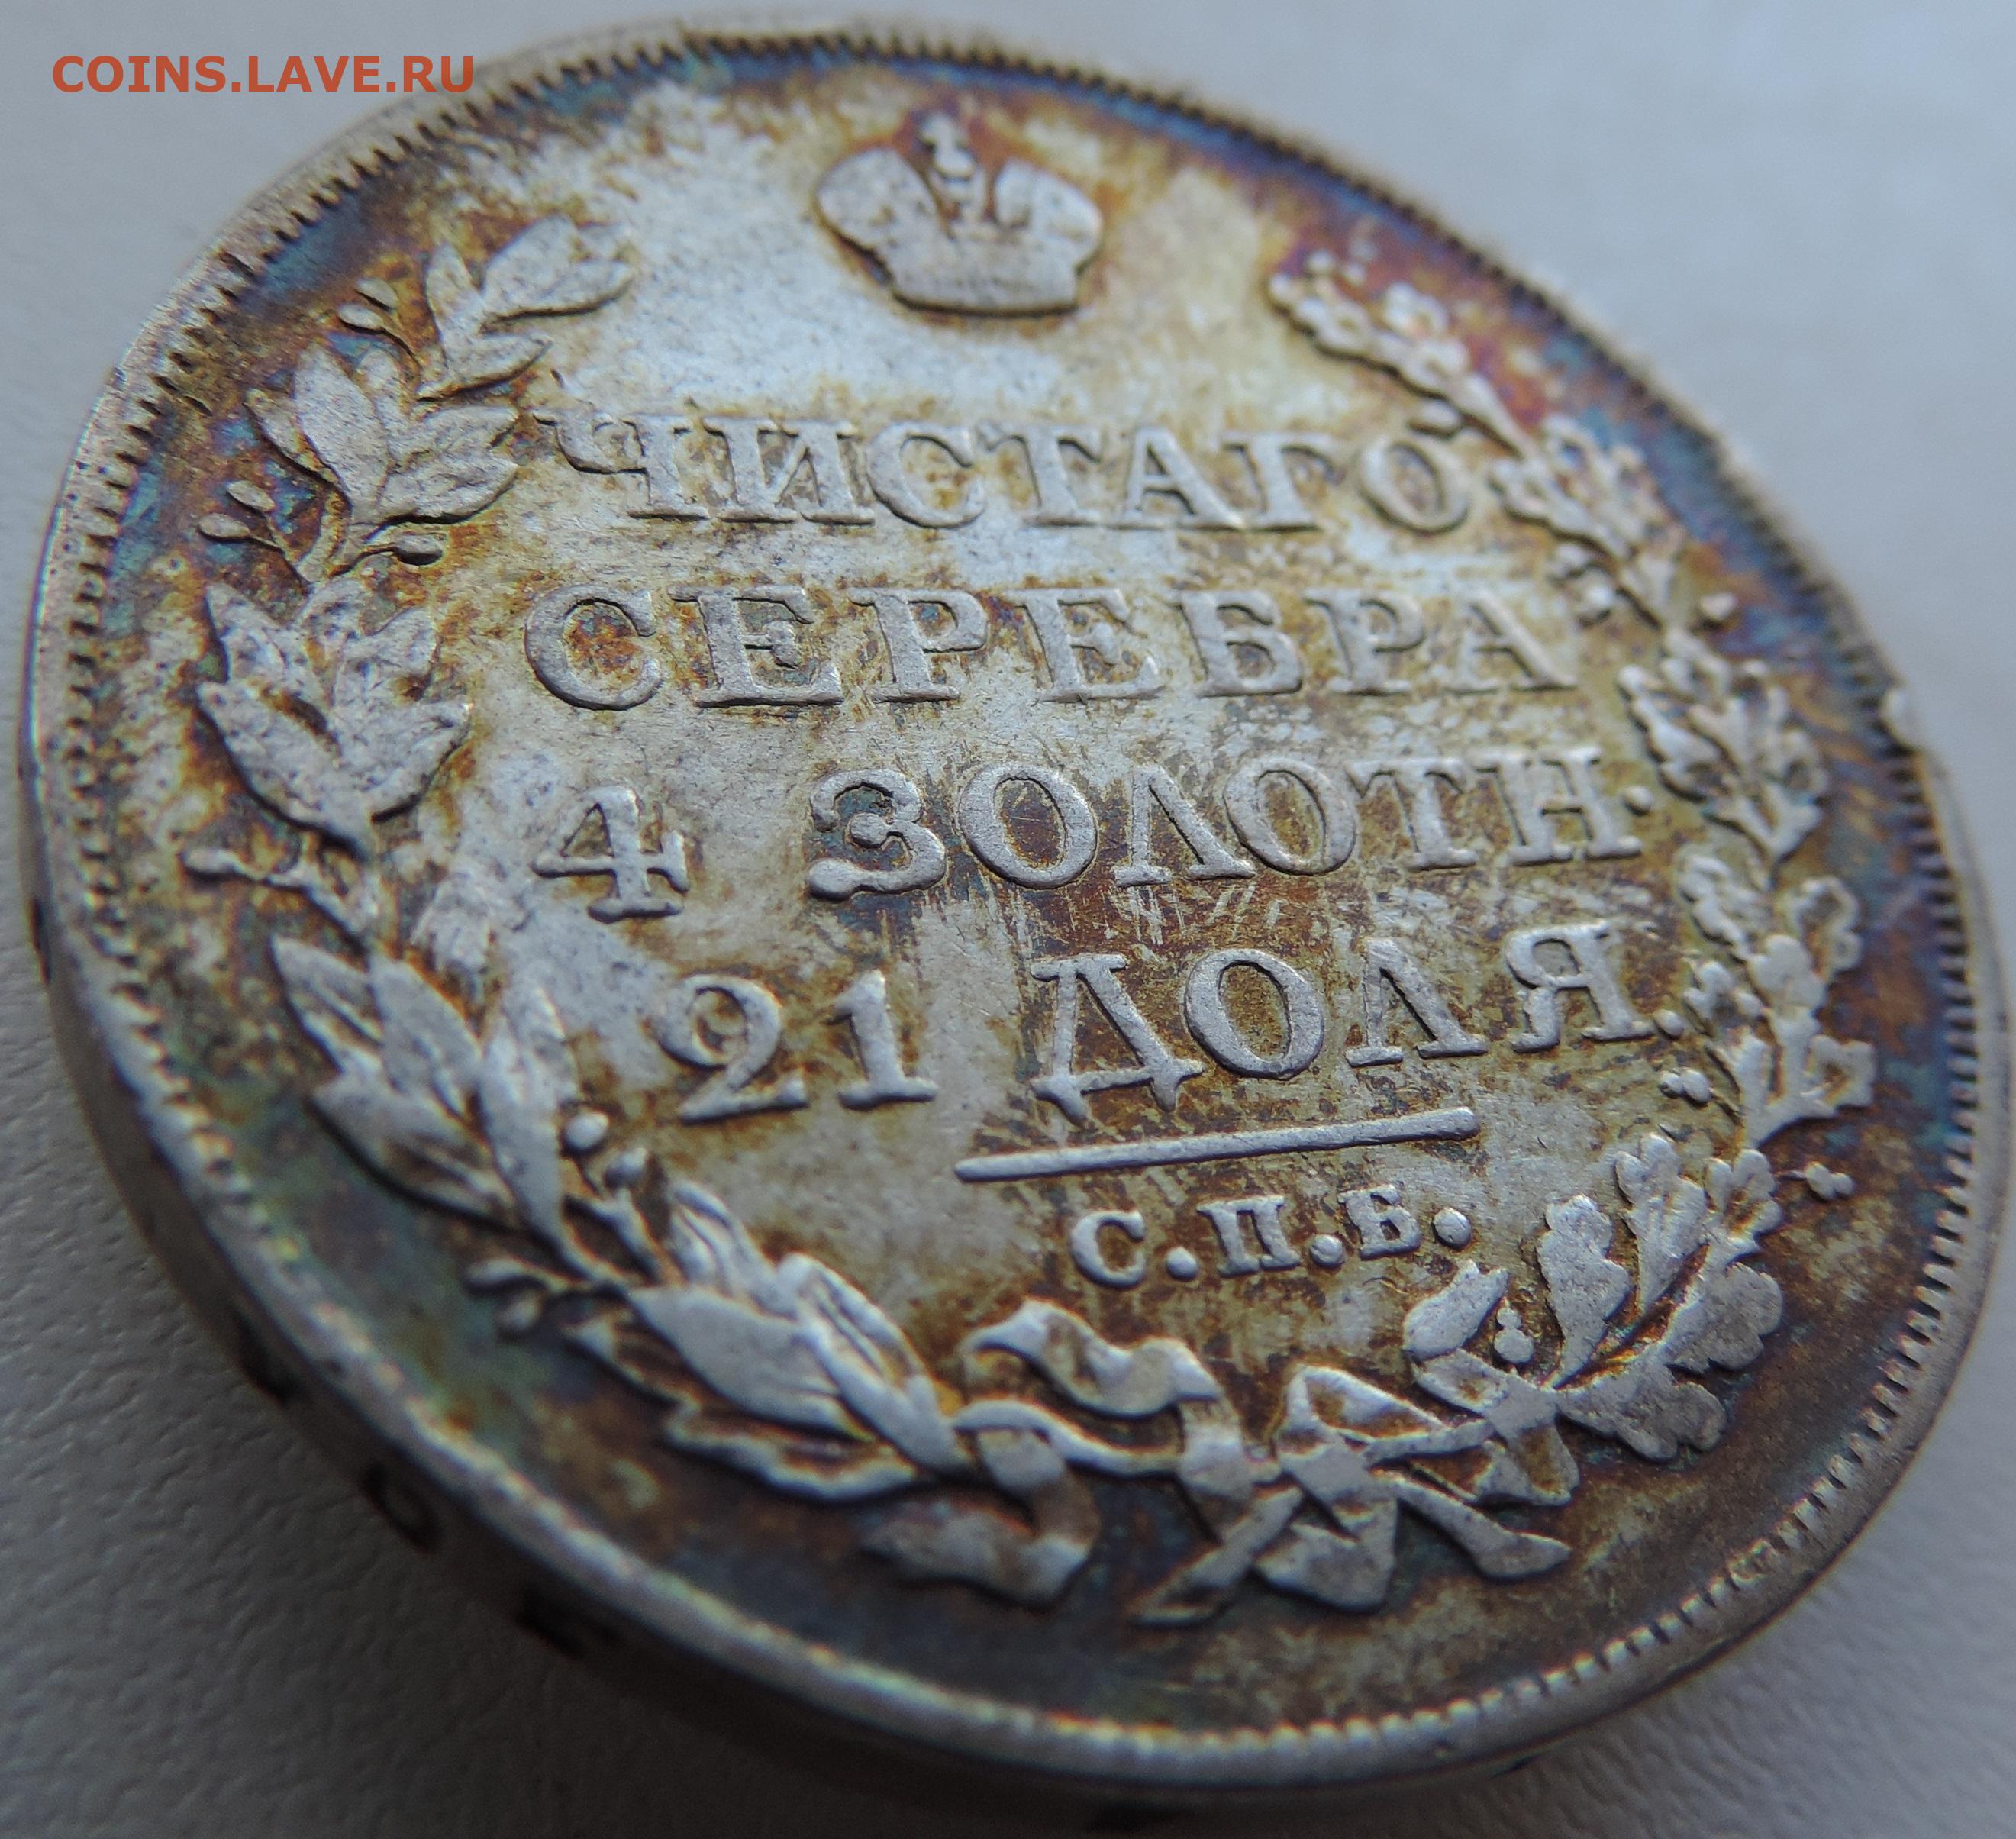 COINS.LAVE.RU
ЧИСТАГО
СЕРЕБРА
4 ЗОЛОТН.
21 ДОЛЯ.
С.П.Б.